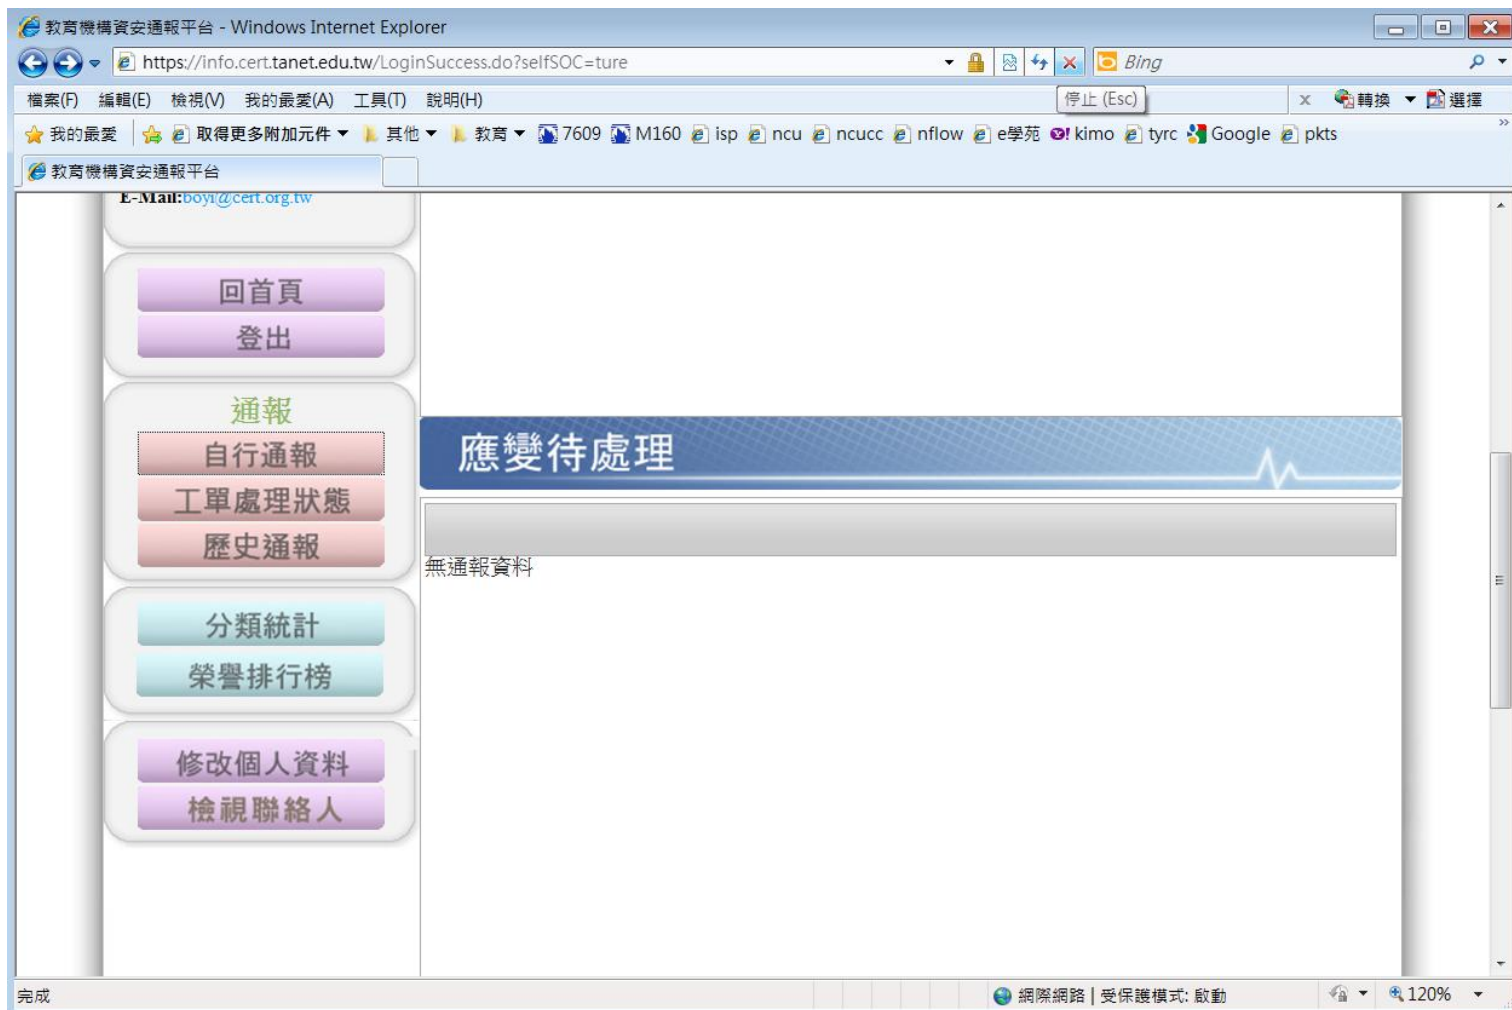 教育機構資安通報平台 - Windows Internet Explorer
https://info.cert.tanet.edu.tw/LoginSuccess.do?selfSOC=ture
Bing
檔案(F) 編輯(E) 檢視(V) 我的最愛(A) 工具(T) 說明(H)
停止 (Esc)
x 轉換 選擇
我的最愛 取得更多附加元件 其他 教育 7609 M160 isp ncu ncucc nflow e學苑 kimo tyrc Google pkts
教育機構資安通報平台
E-Mail:boyi@cert.org.tw
回首頁
登出
通報
自行通報
工單處理狀態
歷史通報
分類統計
榮譽排行榜
修改個人資料
檢視聯絡人
應變待處理
無通報資料
完成
網際網路 | 受保護模式: 啟動
120%